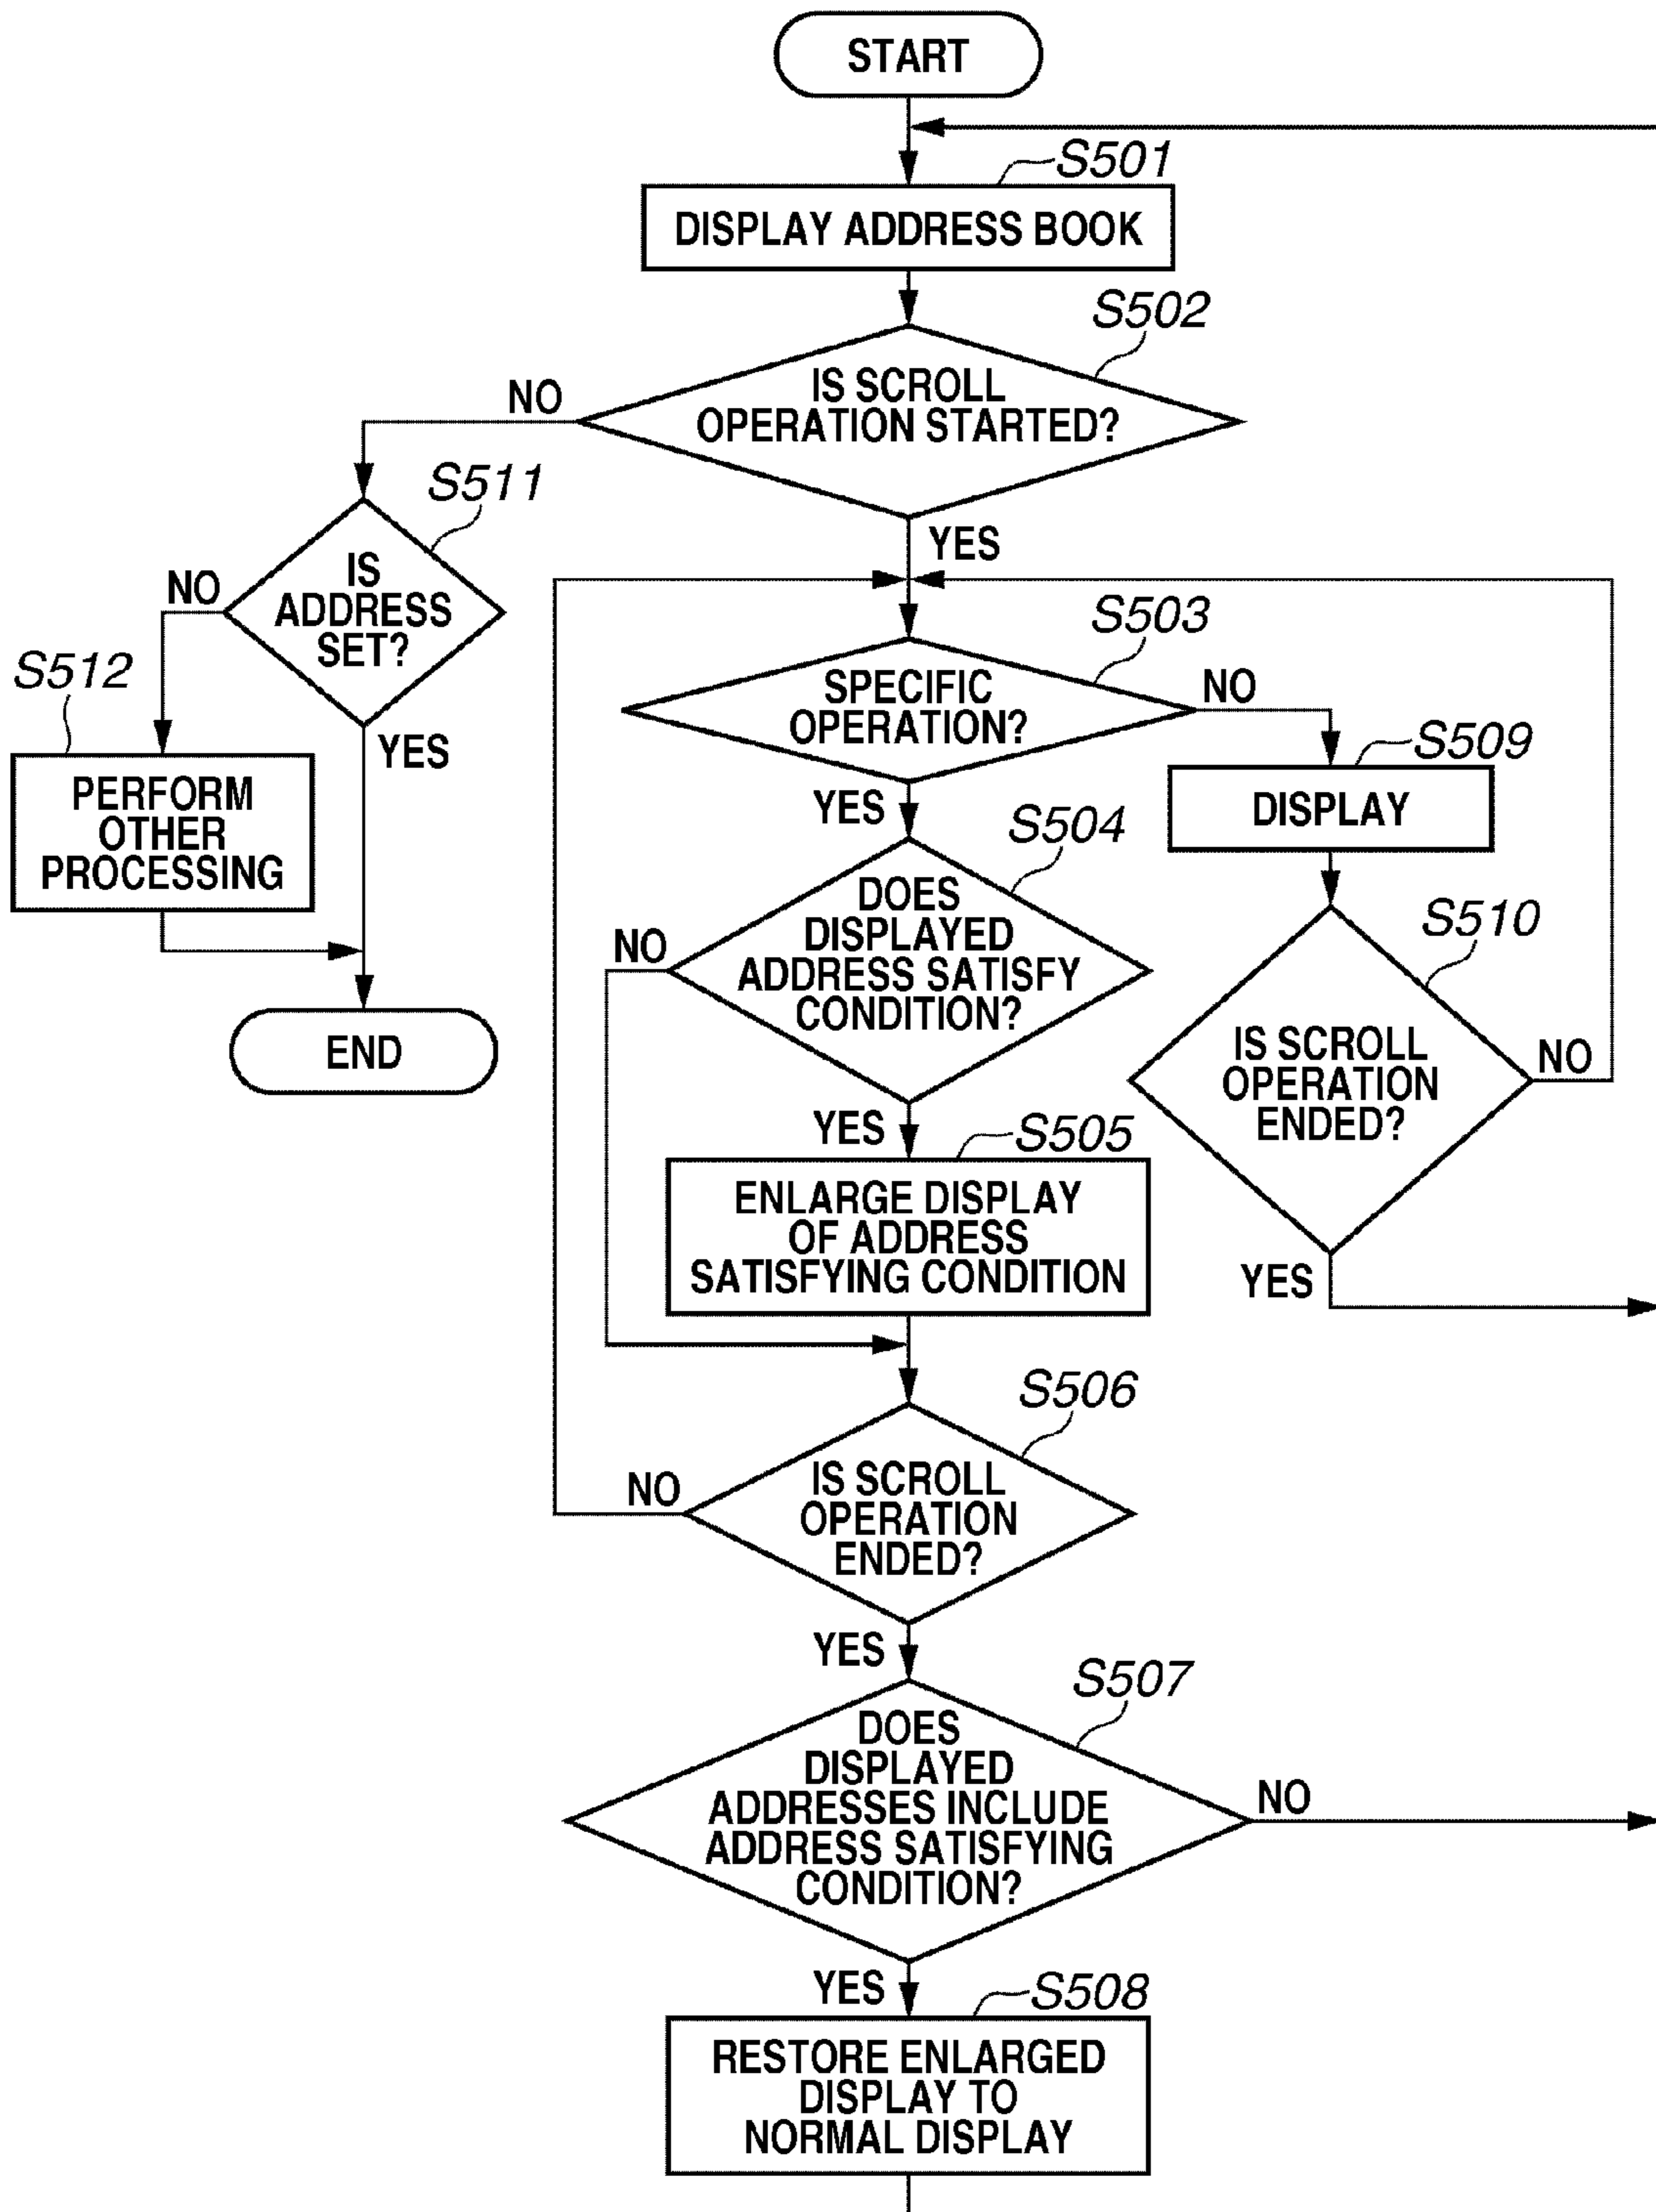 START
S501
DISPLAY ADDRESS BOOK
S502
IS SCROLL
OPERATION STARTED?
NO
YES
S511
IS
ADDRESS
SET?
NO
YES
S512
PERFORM
OTHER
PROCESSING
END
S503
SPECIFIC
OPERATION?
NO
YES
S509
DISPLAY
S504
DOES
DISPLAYED
ADDRESS SATISFY
CONDITION?
NO
YES
S510
IS SCROLL
OPERATION
ENDED?
NO
YES
S505
ENLARGE DISPLAY
OF ADDRESS
SATISFYING CONDITION
S506
IS SCROLL
OPERATION
ENDED?
NO
YES
S507
DOES
DISPLAYED
ADDRESSES INCLUDE
ADDRESS SATISFYING
CONDITION?
NO
YES
S508
RESTORE ENLARGED
DISPLAY TO
NORMAL DISPLAY